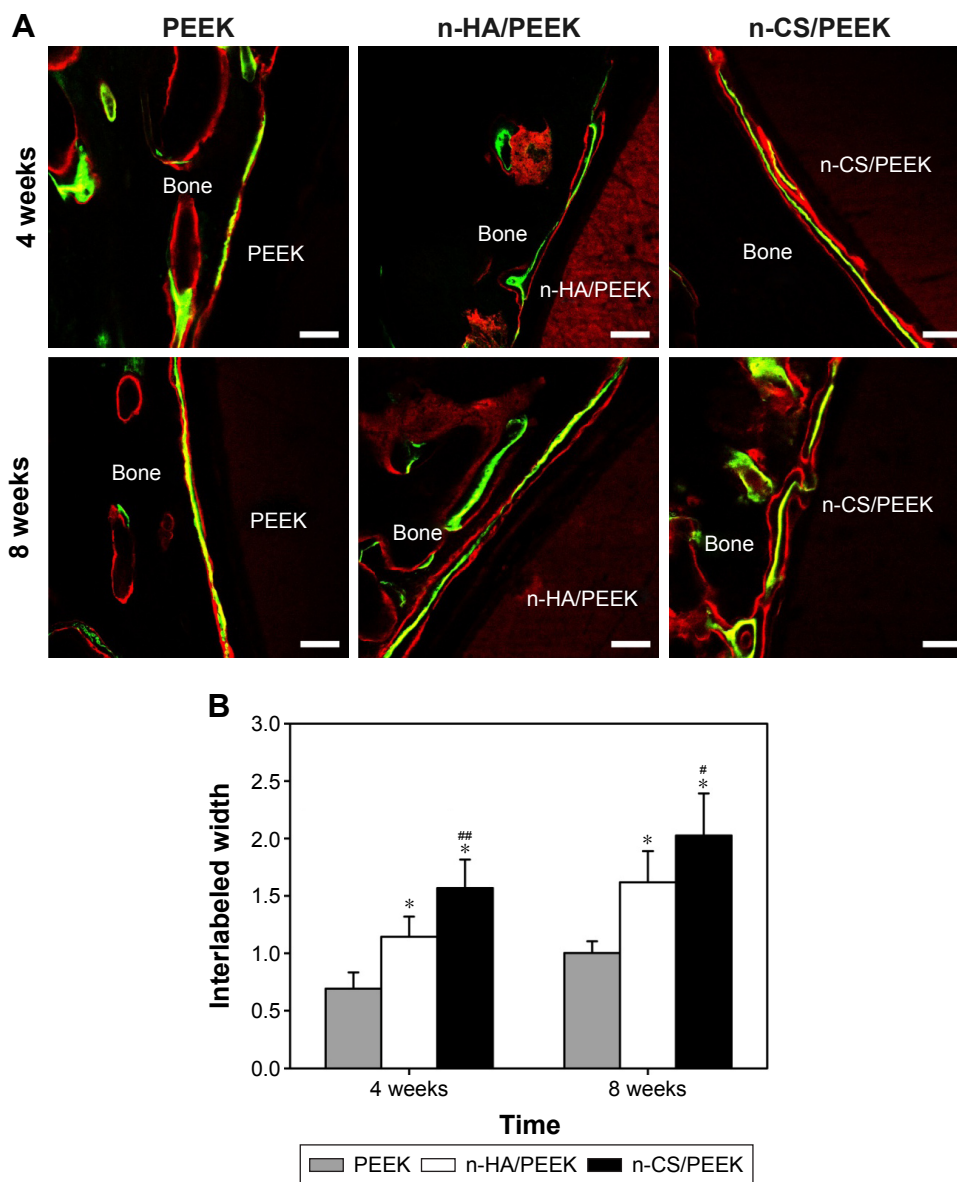 A
PEEK n-HA/PEEK n-CS/PEEK
4 weeks
Bone
PEEK
Bone
n-HA/PEEK
n-CS/PEEK
Bone
8 weeks
Bone
PEEK
Bone
n-HA/PEEK
n-CS/PEEK
Bone
B
3.0
2.5
2.0
1.5
1.0
0.5
0.0
Interlabeled width
*
##
*
*
#
*
4 weeks 8 weeks
Time
PEEK n-HA/PEEK n-CS/PEEK